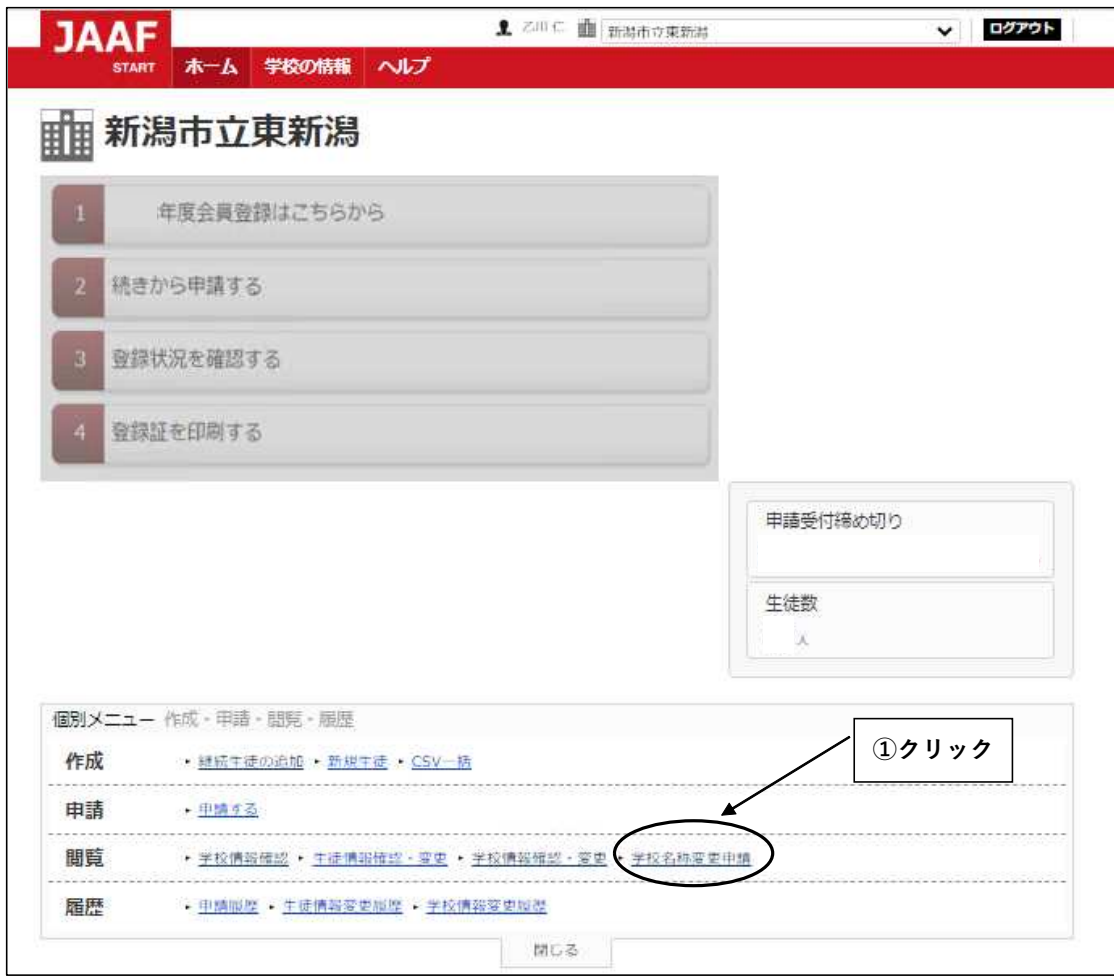 JAAF
START
乙川 仁 新潟市立東新潟 ログアウト
ホーム 学校の情報 ヘルプ
新潟市立東新潟
1 年度会員登録はこちらから
2 続きから申請する
3 登録状況を確認する
4 登録証を印刷する
申請受付締め切り
生徒数
人
個別メニュー 作成・申請・閲覧・履歴
①クリック
作成 ・継続生徒の追加 ・新規生徒 ・CSV一括
申請 ・申請する
閲覧 ・学校情報確認 ・生徒情報確認・変更 ・学校情報確認・変更 ・学校名称変更申請
履歴 ・申請履歴 ・生徒情報変更履歴 ・学校情報変更履歴
閉じる